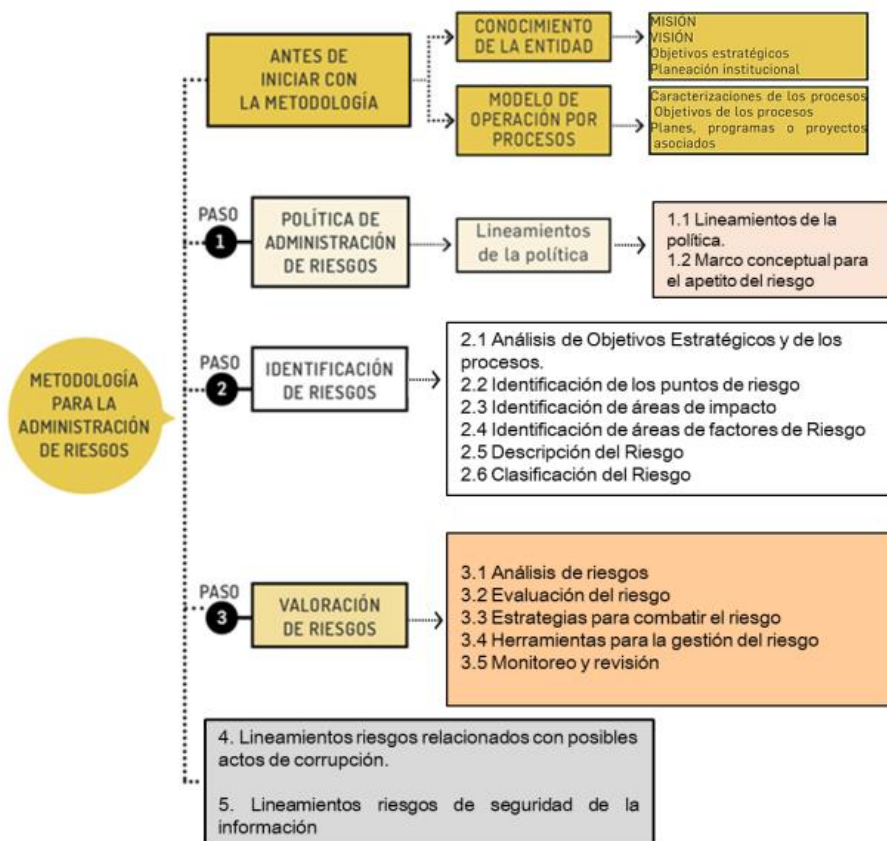 METODOLOGÍA
PARA LA
ADMINISTRACIÓN
DE RIESGOS
ANTES DE
INICIAR CON
LA METODOLOGÍA
CONOCIMIENTO
DE LA ENTIDAD
MISIÓN
VISIÓN
Objetivos estratégicos
Planeación institucional
MODELO DE
OPERACIÓN POR
PROCESOS
Caracterizaciones de los procesos
Objetivos de los procesos
Planes, programas o proyectos
asociados
PASO
1
POLÍTICA DE
ADMINISTRACIÓN
DE RIESGOS
Lineamientos
de la política
1.1 Lineamientos de la
política.
1.2 Marco conceptual para
el apetito del riesgo
PASO
2
IDENTIFICACIÓN
DE RIESGOS
2.1 Análisis de Objetivos Estratégicos y de los
procesos.
2.2 Identificación de los puntos de riesgo
2.3 Identificación de áreas de impacto
2.4 Identificación de áreas de factores de Riesgo
2.5 Descripción del Riesgo
2.6 Clasificación del Riesgo
PASO
3
VALORACIÓN
DE RIESGOS
3.1 Análisis de riesgos
3.2 Evaluación del riesgo
3.3 Estrategias para combatir el riesgo
3.4 Herramientas para la gestión del riesgo
3.5 Monitoreo y revisión
4. Lineamientos riesgos relacionados con posibles
actos de corrupción.
5. Lineamientos riesgos de seguridad de la
información